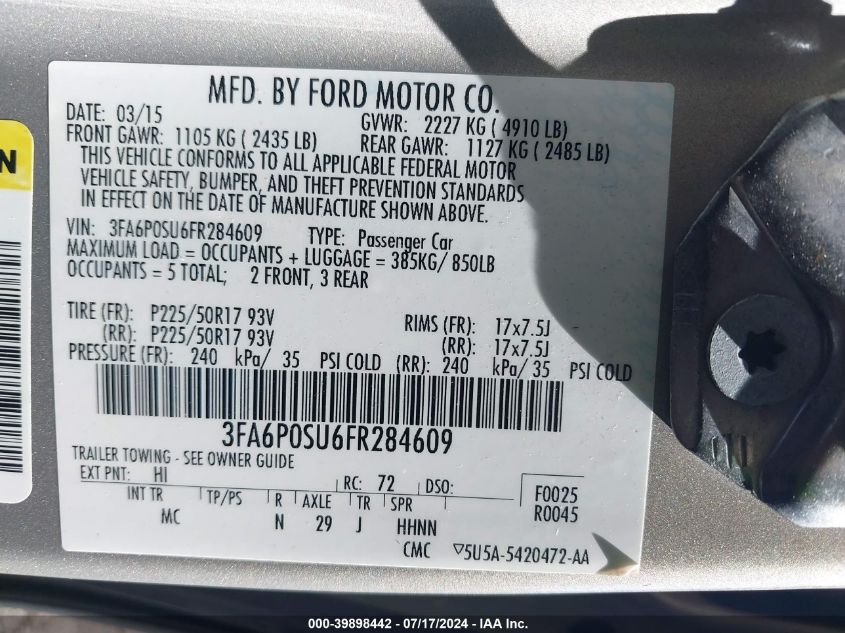 MFD. BY FORD MOTOR CO.
DATE: 03/15 GVWR: 2227 KG ( 4910 LB)
FRONT GAWR: 1105 KG ( 2435 LB) REAR GAWR: 1127 KG ( 2485 LB)
THIS VEHICLE CONFORMS TO ALL APPLICABLE FEDERAL MOTOR
VEHICLE SAFETY, BUMPER, AND THEFT PREVENTION STANDARDS
IN EFFECT ON THE DATE OF MANUFACTURE SHOWN ABOVE.
VIN: 3FA6P0SU6FR284609 TYPE: Passenger Car
MAXIMUM LOAD = OCCUPANTS + LUGGAGE = 385KG/ 850LB
OCCUPANTS = 5 TOTAL; 2 FRONT, 3 REAR
TIRE (FR): P225/50R17 93V RIMS (FR): 17x7.5J
(RR): P225/50R17 93V (RR): 17x7.5J
PRESSURE (FR): 240 kPa/ 35 PSI COLD (RR): 240 kPa/ 35 PSI COLD
3FA6P0SU6FR284609
TRAILER TOWING - SEE OWNER GUIDE
EXT PNT: HI RC: 72 DSO: F0025
INT TR TP/PS R AXLE TR SPR R0045
MC N 29 J HHNN
CMC ▽5U5A-5420472-AA
N
000-39898442 - 07/17/2024 - IAA Inc.